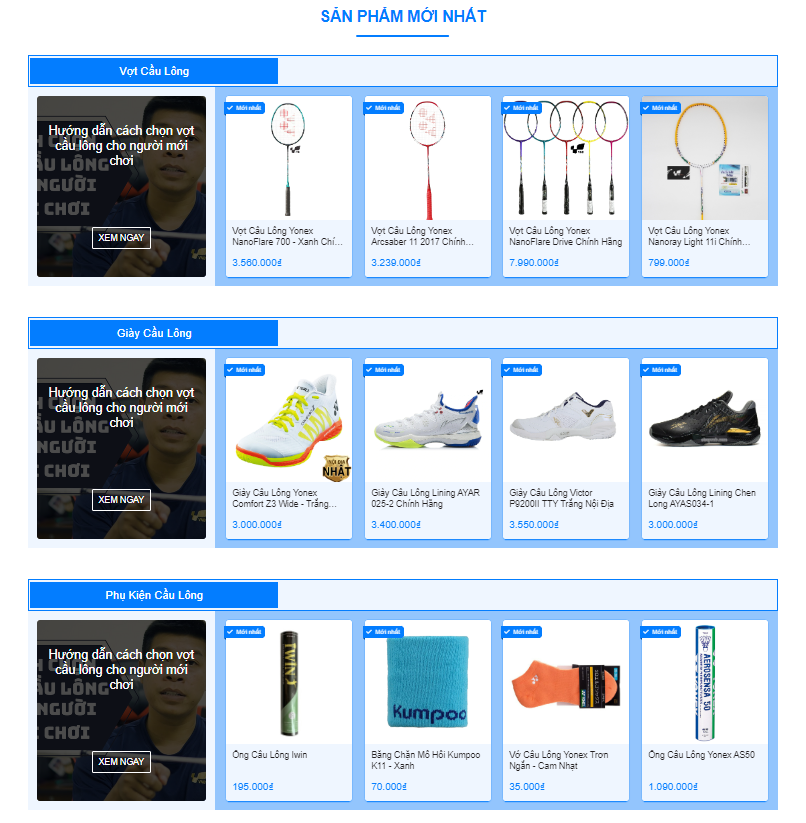 SẢN PHẨM MỚI NHẤT
Vợt Cầu Lông
Hướng dẫn cách chọn vợt
cầu lông cho người mới
chơi
XEM NGAY
Mới nhất
Vợt Cầu Lông Yonex
NanoFlare 700 - Xanh Chí...
3.560.000₫
Mới nhất
Vợt Cầu Lông Yonex
Arcsaber 11 2017 Chính...
3.239.000₫
Mới nhất
Vợt Cầu Lông Yonex
NanoFlare Drive Chính Hãng
7.990.000₫
Mới nhất
Vợt Cầu Lông Yonex
Nanoray Light 11i Chính...
799.000₫
Giày Cầu Lông
Hướng dẫn cách chọn vợt
cầu lông cho người mới
chơi
XEM NGAY
Mới nhất
NHẤT
Giày Cầu Lông Yonex
Comfort Z3 Wide - Trắng...
3.000.000₫
Mới nhất
Giày Cầu Lông Lining AYAR
025-2 Chính Hãng
3.400.000₫
Mới nhất
Giày Cầu Lông Victor
P9200II TTY Trắng Nội Địa
3.550.000₫
Mới nhất
Giày Cầu Lông Lining Chen
Long AYAS034-1
3.000.000₫
Phụ Kiện Cầu Lông
Hướng dẫn cách chọn vợt
cầu lông cho người mới
chơi
XEM NGAY
Mới nhất
IWIN
Ống Cầu Lông Iwin
195.000₫
Mới nhất
Kumpoo
Băng Chặn Mồ Hôi Kumpoo
K11 - Xanh
70.000₫
Mới nhất
Vớ Cầu Lông Yonex Trơn
Ngắn - Cam Nhạt
35.000₫
Mới nhất
AEROSENSA 50
Ống Cầu Lông Yonex AS50
1.090.000₫